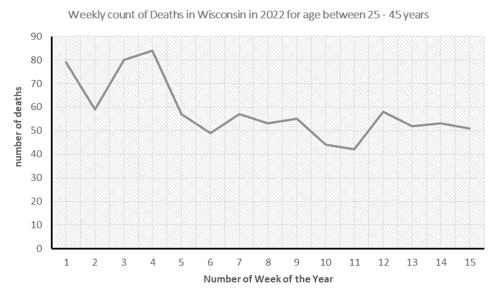 Weekly count of Deaths in Wisconsin in 2022 for age between 25 - 45 years
90
80
70
60
50
40
30
20
10
0
number of deaths
1 2 3 4 5 6 7 8 9 10 11 12 13 14 15
Number of Week of the Year